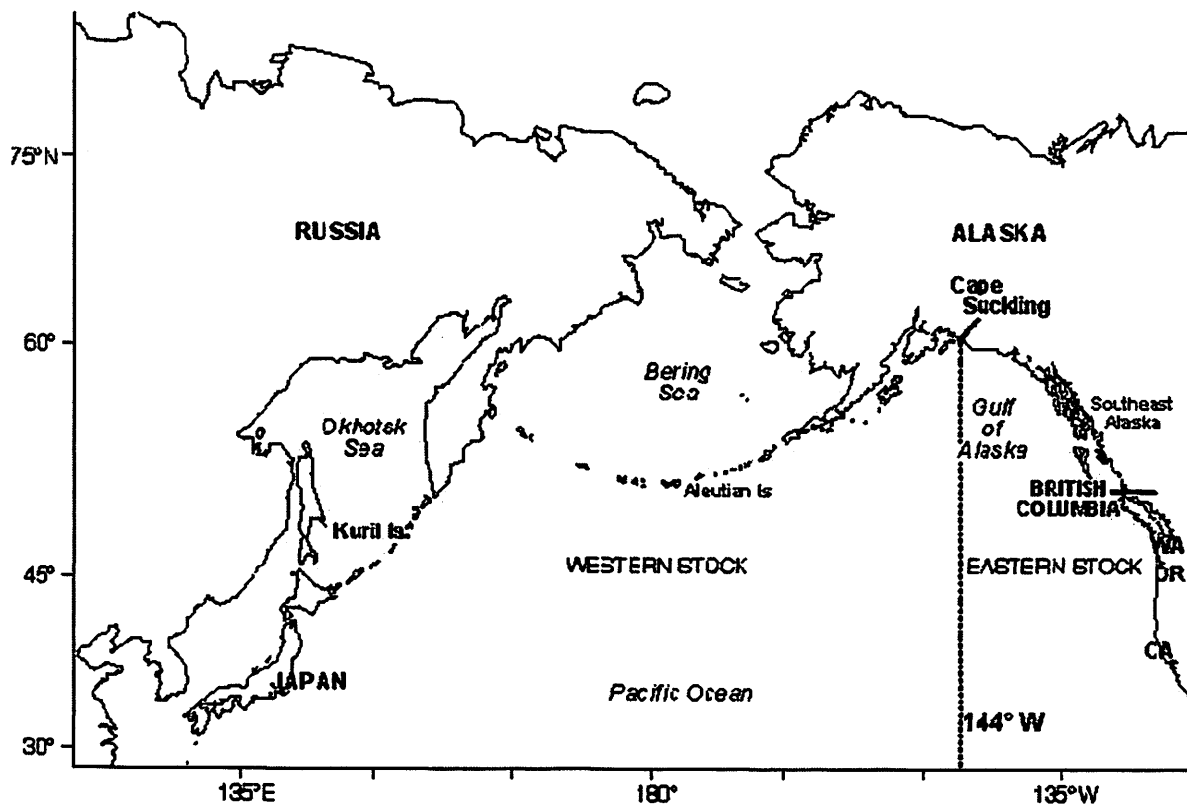 75°N
RUSSIA
ALASKA
Cape
Suckling
60°
Bering
Sea
Okhotsk
Sea
Gulf
of
Alaska
Southeast
Alaska
Aleutian Is
BRITISH
COLUMBIA
Kuril Is.
WA
45°
WESTERN STOCK
EASTERN STOCK
OR
CA
JAPAN
Pacific Ocean
144° W
30°
135°E
180°
135°W